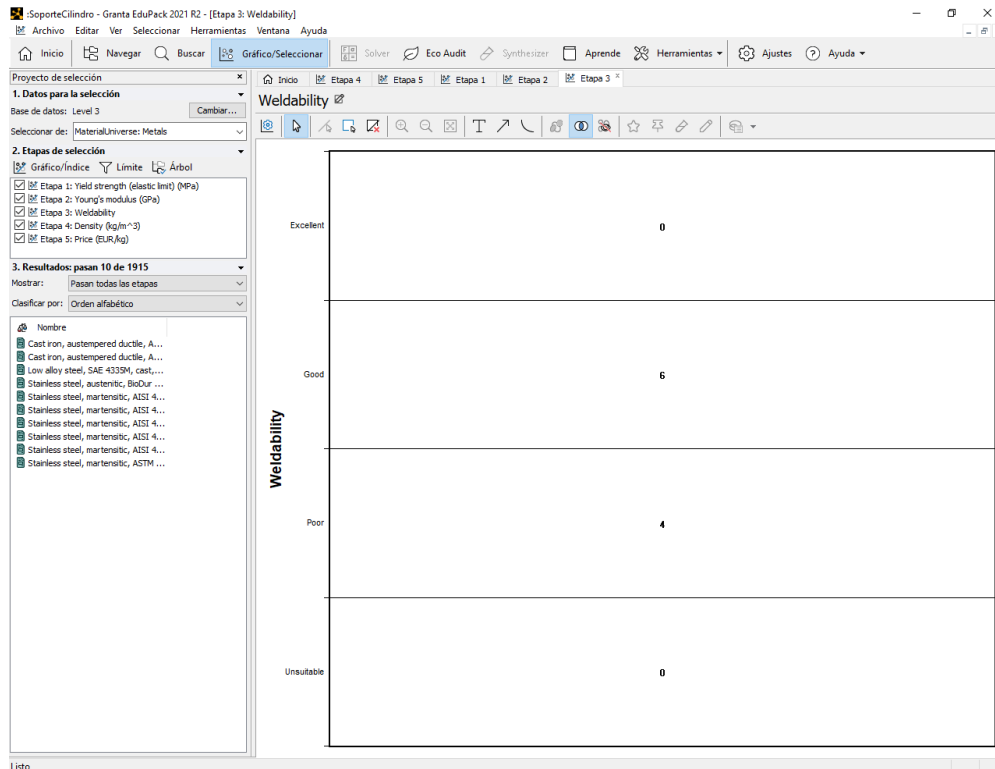 :SoporteCilindro - Granta EduPack 2021 R2 - [Etapa 3: Weldability]
Archivo Editar Ver Seleccionar Herramientas Ventana Ayuda
Inicio Navegar Buscar Gráfico/Seleccionar Solver Eco Audit Synthesizer Aprende Herramientas Ajustes Ayuda
Proyecto de selección
1. Datos para la selección
Base de datos: Level 3 Cambiar...
Seleccionar de: MaterialUniverse: Metals
2. Etapas de selección
Gráfico/Índice Límite Árbol
Etapa 1: Yield strength (elastic limit) (MPa)
Etapa 2: Young's modulus (GPa)
Etapa 3: Weldability
Etapa 4: Density (kg/m^3)
Etapa 5: Price (EUR/kg)
3. Resultados: pasan 10 de 1915
Mostrar: Pasan todas las etapas
Clasificar por: Orden alfabético
Nombre
Cast iron, austempered ductile, A...
Cast iron, austempered ductile, A...
Low alloy steel, SAE 4335M, cast,...
Stainless steel, austenitic, BioDur ...
Stainless steel, martensitic, AISI 4...
Stainless steel, martensitic, AISI 4...
Stainless steel, martensitic, AISI 4...
Stainless steel, martensitic, AISI 4...
Stainless steel, martensitic, AISI 4...
Stainless steel, martensitic, ASTM ...
Inicio Etapa 4 Etapa 5 Etapa 1 Etapa 2 Etapa 3
Weldability
Weldability
Excellent 0
Good 6
Poor 4
Unsuitable 0
Listo